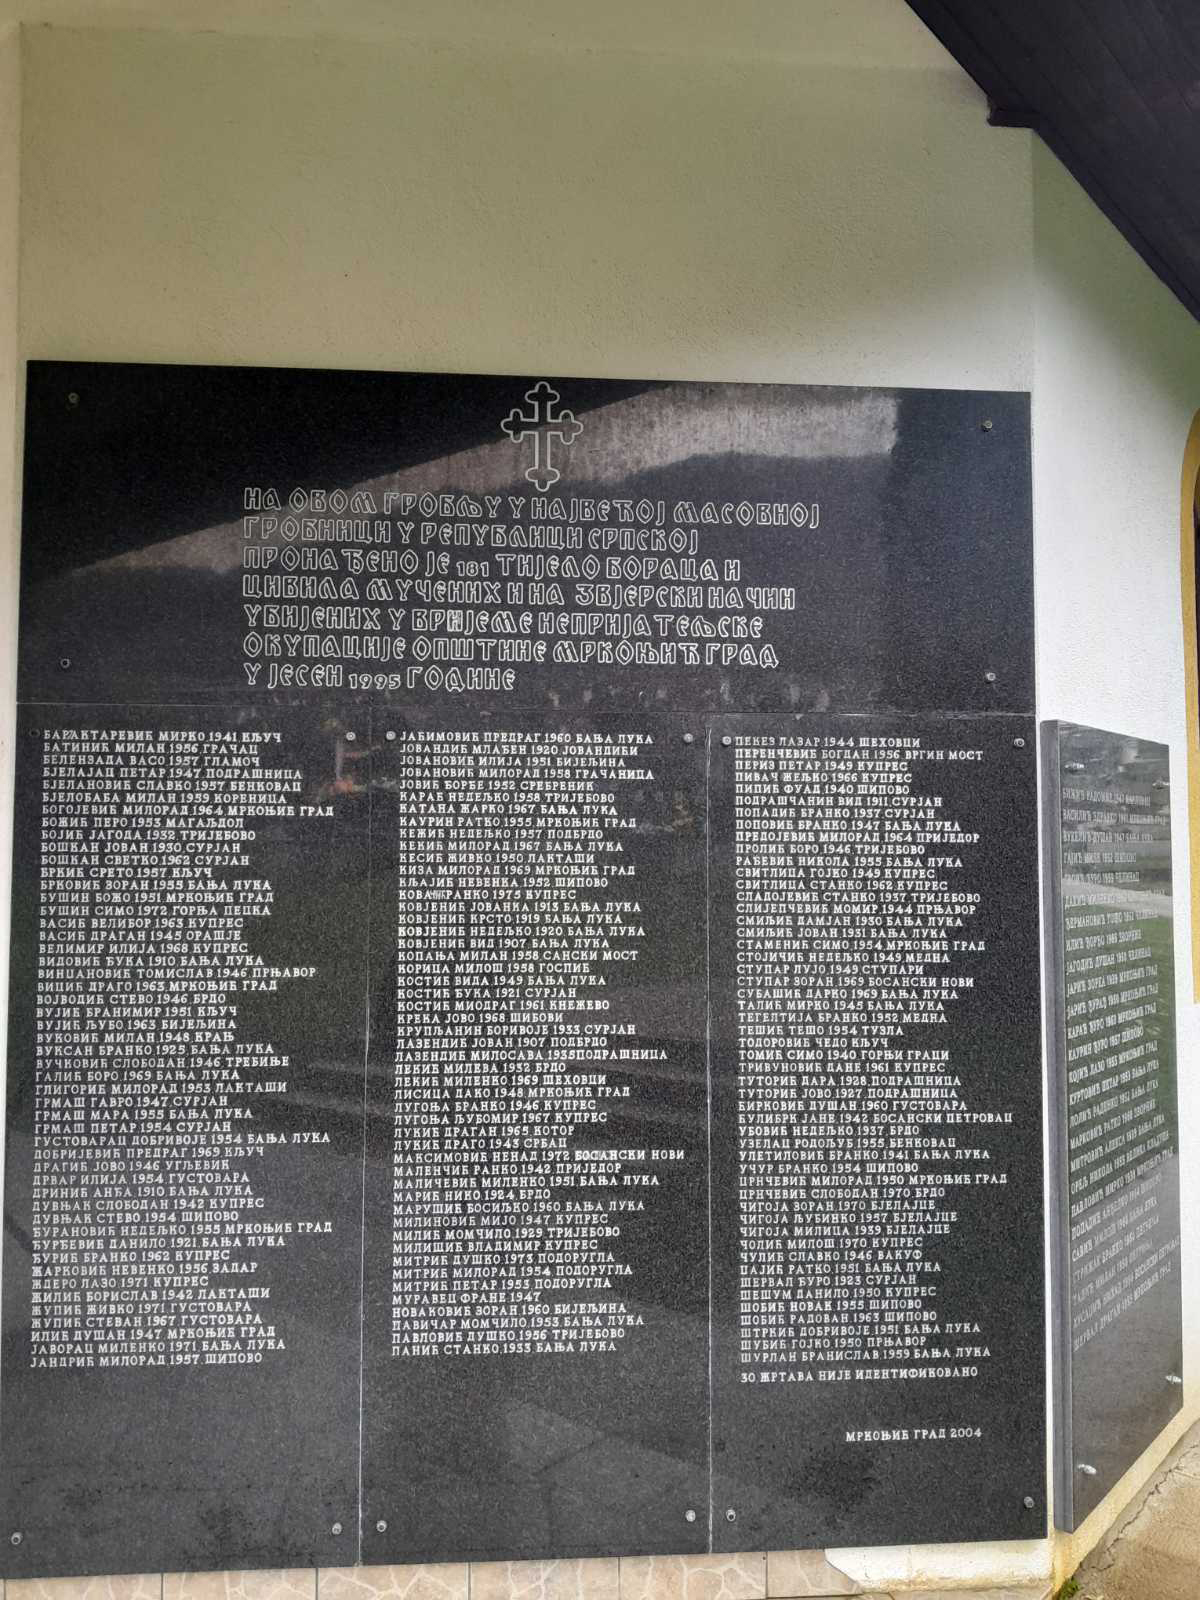 НА ОВОМ ГРОБЉУ У НАЈВЕЋОЈ МАСОВНОЈ
ГРОБНИЦИ У РЕПУБЛИЦИ СРПСКОЈ
ПРОНАЂЕНО ЈЕ 181 ТИЈЕЛО БОРАЦА И
ЦИВИЛА МУЧЕНИХ И НА ЗВЈЕРСКИ НАЧИН
УБИЈЕНИХ У ВРИЈЕМЕ НЕПРИЈАТЕЉСКЕ
ОКУПАЦИЈЕ ОПШТИНЕ МРКОЊИЋ ГРАД
У ЈЕСЕН 1995 ГОДИНЕ
БАРАКТАРЕВИЋ МИРКО 1941 КЉУЧ
БАТИНИЋ МИЛАН 1956 ГРАЧАЦ
БЕЛЕНЗАДА ВАСО 1957 ГЛАМОЧ
БЈЕЛАЈАЦ ПЕТАР 1947 ПОДРАШНИЦА
БЈЕЛАНОВИЋ СЛАВКО 1957 БЕНКОВАЦ
БЈЕЛОБАБА МИЛАН 1959 КОРЕНИЦА
БОГОЈЕВИЋ МИЛОРАД 1964 МРКОЊИЋ ГРАД
БОЖИЋ ПЕРО 1953 МАГАЉДОЛ
БОЈИЋ ЈАГОДА 1932 ТРИЈЕБОВО
БОШКАН ЈОВАН 1930 СУРЈАН
БОШКАН СВЕТКО 1962 СУРЈАН
БРКИЋ СРЕТО 1957 КЉУЧ
БРКОВИЋ ЗОРАН 1955 БАЊА ЛУКА
БУШИН БОЖО 1951 МРКОЊИЋ ГРАД
БУШИН СИМО 1972 ГОРЊА ПЕЦКА
ВАСИЋ ВЕЛИБОР 1963 КУПРЕС
ВАСИЋ ДРАГАН 1945 ОРАШЈЕ
ВЕЛИМИР ИЛИЈА 1968 КУПРЕС
ВИДОВИЋ ЂУКА 1910 БАЊА ЛУКА
ВИНЦАНОВИЋ ТОМИСЛАВ 1946 ПРЊАВОР
ВИЦИЋ ДРАГО 1963 МРКОЊИЋ ГРАД
ВОЈВОДИЋ СТЕВО 1946 БРДО
ВУЈИЋ БРАНИМИР 1951 КЉУЧ
ВУЈИЋ ЉУБО 1963 БИЈЕЉИНА
ВУКОВИЋ МИЛАН 1948 КРАЊ
ВУКСАН БРАНКО 1925 БАЊА ЛУКА
ВУЧКОВИЋ СЛОБОДАН 1946 ТРЕБИЊЕ
ГАЛИЋ БОРО 1969 БАЊА ЛУКА
ГЛИГОРИЋ МИЛОРАД 1953 ЛАКТАШИ
ГРМАШ ГАВРО 1947 СУРЈАН
ГРМАШ МАРА 1955 БАЊА ЛУКА
ГРМАШ ПЕТАР 1954 СУРЈАН
ГУСТОВАРАЦ ДОБРИВОЈЕ 1954 БАЊА ЛУКА
ДОБРИЈЕВИЋ ПРЕДРАГ 1969 КЉУЧ
ДРАГИЋ ЈОВО 1946 УГЉЕВИК
ДРВАР ИЛИЈА 1954 ГУСТОВАРА
ДРИНИЋ АНЂА 1910 БАЊА ЛУКА
ДУВЊАК СЛОБОДАН 1942 КУПРЕС
ДУВЊАК СТЕВО 1954 ШИПОВО
ЂУРАНОВИЋ НЕДЕЉКО 1955 МРКОЊИЋ ГРАД
ЂУРЂЕВИЋ ДАНИЛО 1921 БАЊА ЛУКА
ЂУРИЋ БРАНКО 1962 КУПРЕС
ЖАРКОВИЋ НЕВЕНКО 1956 ЗАДАР
ЖДЕРО ЛАЗО 1971 КУПРЕС
ЖИЛИЋ БОРИСЛАВ 1942 ЛАКТАШИ
ЖУПИЋ ЖИВКО 1971 ГУСТОВАРА
ЖУПИЋ СТЕВАН 1967 ГУСТОВАРА
ИЛИЋ ДУШАН 1947 МРКОЊИЋ ГРАД
ЈАВОРАЦ МИЛЕНКО 1971 БАЊА ЛУКА
ЈАНДРИЋ МИЛОРАД 1957 ШИПОВО
ЈАЋИМОВИЋ ПРЕДРАГ 1960 БАЊА ЛУКА
ЈОВАНДИЋ МЛАЂЕН 1920 ЈОВАНДИЋИ
ЈОВАНОВИЋ ИЛИЈА 1951 БИЈЕЉИНА
ЈОВАНОВИЋ МИЛОРАД 1958 ГРАЧАНИЦА
ЈОВИЋ ЂОРЂЕ 1952 СРЕБРЕНИК
КАРАЋ НЕДЕЉКО 1958 ТРИЈЕБОВО
КАТАНА ЖАРКО 1967 БАЊА ЛУКА
КАУРИН РАТКО 1955 МРКОЊИЋ ГРАД
КЕЖИЋ НЕДЕЉКО 1957 ПОДБРДО
КЕКИЋ МИЛОРАД 1967 БАЊА ЛУКА
КЕСИЋ ЖИВКО 1950 ЛАКТАШИ
КИЗА МИЛОРАД 1969 МРКОЊИЋ ГРАД
КЉАЈИЋ НЕВЕНКА 1952 ШИПОВО
КОВАЧИЋ РАНКО 1975 КУПРЕС
КОВЈЕНИЋ ЈОВАНКА 1913 БАЊА ЛУКА
КОВЈЕНИЋ КРСТО 1919 БАЊА ЛУКА
КОВЈЕНИЋ НЕДЕЉКО 1920 БАЊА ЛУКА
КОВЈЕНИЋ ВИД 1907 БАЊА ЛУКА
КОПАЊА МИЛАН 1958 САНСКИ МОСТ
КОРИЦА МИЛОШ 1958 ГОСПИЋ
КОСТИЋ ВИДА 1949 БАЊА ЛУКА
КОСТИЋ ЂУКА 1921 СУРЈАН
КОСТИЋ МИОДРАГ 1961 КНЕЖЕВО
КРЕКА ЈОВО 1968 ШИБОВИ
КРУПЉАНИН БОРИВОЈЕ 1933 СУРЈАН
ЛАЗЕНДИЋ ЈОВАН 1907 ПОДБРДО
ЛАЗЕНДИЋ МИЛОСАВА 1935 ПОДРАШНИЦА
ЛЕКИЋ МИЛЕВА 1932 БРДО
ЛЕКИЋ МИЛЕНКО 1969 ШЕХОВЦИ
ЛИСИЦА ДАКО 1948 МРКОЊИЋ ГРАД
ЛУГОЊА БРАНКО 1946 КУПРЕС
ЛУГОЊА ЉУБОМИР 1967 КУПРЕС
ЛУКИЋ ДРАГАН 1965 КОТОР
ЛУКИЋ ДРАГО 1943 СРБАЦ
МАКСИМОВИЋ НЕНАД 1972 БОСАНСКИ НОВИ
МАЛЕНЧИЋ РАНКО 1942 ПРИЈЕДОР
МАЛИЧЕВИЋ МИЛЕНКО 1951 БАЊА ЛУКА
МАРИЋ НИКО 1924 БРДО
МАРУШИЋ БОСИЉКО 1960 БАЊА ЛУКА
МИЛИНОВИЋ МИЈО 1947 КУПРЕС
МИЛИЋ МОМЧИЛО 1929 ТРИЈЕБОВО
МИЛИШИЋ ВЛАДИМИР КУПРЕС
МИТРИЋ ДУШКО 1973 ПОДОРУГЛА
МИТРИЋ МИЛОРАД 1954 ПОДОРУГЛА
МИТРИЋ ПЕТАР 1953 ПОДОРУГЛА
МУРАВЕЦ ФРАНЕ 1947
НОВАКОВИЋ ЗОРАН 1960 БИЈЕЉИНА
ПАВИЧАР МОМЧИЛО 1953 БАЊА ЛУКА
ПАВЛОВИЋ ДУШКО 1956 ТРИЈЕБОВО
ПАНИЋ СТАНКО 1933 БАЊА ЛУКА
ПЕКЕЗ ЛАЗАР 1944 ШЕХОВЦИ
ПЕРЕНЧЕВИЋ БОГДАН 1956 ВРГИН МОСТ
ПЕРИЗ ПЕТАР 1949 КУПРЕС
ПИВАЧ ЖЕЉКО 1966 КУПРЕС
ПИПИЋ ФУАД 1940 ШИПОВО
ПОДРАШЧАНИН ВИД 1911 СУРЈАН
ПОПАДИЋ БРАНКО 1937 СУРЈАН
ПОПОВИЋ БРАНКО 1947 БАЊА ЛУКА
ПРЕДОЈЕВИЋ МИЛОРАД 1964 ПРИЈЕДОР
ПРОЛИЋ БОРО 1946 ТРИЈЕБОВО
РАЂЕВИЋ НИКОЛА 1955 БАЊА ЛУКА
СВИТЛИЦА ГОЈКО 1949 КУПРЕС
СВИТЛИЦА СТАНКО 1962 КУПРЕС
СЛАДОЈЕВИЋ СТАНКО 1937 ТРИЈЕБОВО
СЛИЈЕПЧЕВИЋ МОМИР 1944 ПРЊАВОР
СМИЉИЋ ДАМЈАН 1930 БАЊА ЛУКА
СМИЉИЋ ЈОВАН 1931 БАЊА ЛУКА
СТАМЕНИЋ СИМО 1954 МРКОЊИЋ ГРАД
СТОЈИЧИЋ НЕДЕЉКО 1949 МЕДНА
СТУПАР ЛУЈО 1949 СТУПАРИ
СТУПАР ЗОРАН 1969 БОСАНСКИ НОВИ
СУБАШИЋ ДАРКО 1969 БАЊА ЛУКА
ТАЛИЋ МИРКО 1945 БАЊА ЛУКА
ТЕГЕЛТИЈА БРАНКО 1952 МЕДНА
ТЕШИЋ ТЕШО 1954 ТУЗЛА
ТОДОРОВИЋ ЧЕДО КЉУЧ
ТОМИЋ СИМО 1940 ГОРЊИ ГРАЦИ
ТРИВУНОВИЋ ДАНЕ 1961 КУПРЕС
ТУТОРИЋ ДАРА 1928 ПОДРАШНИЦА
ТУТОРИЋ ЈОВО 1927 ПОДРАШНИЦА
ЋИРКОВИЋ ДУШАН 1960 ГУСТОВАРА
ЋУЛИБРК ЈАНЕ 1942 БОСАНСКИ ПЕТРОВАЦ
УБОВИЋ НЕДЕЉКО 1937 БРДО
УЗЕЛАЦ РОДОЉУБ 1955 БЕНКОВАЦ
УЛЕТИЛОВИЋ БРАНКО 1941 БАЊА ЛУКА
УЧУР БРАНКО 1954 ШИПОВО
ЦРНЧЕВИЋ МИЛОРАД 1950 МРКОЊИЋ ГРАД
ЦРНЧЕВИЋ СЛОБОДАН 1970 БРДО
ЧИГОЈА ЗОРАН 1970 БЈЕЛАЈЦЕ
ЧИГОЈА ЉУБИНКО 1957 БЈЕЛАЈЦЕ
ЧИГОЈА МИЛИЦА 1939 БЈЕЛАЈЦЕ
ЧОЛИЋ МИЛОШ 1970 КУПРЕС
ЧУЛИЋ СЛАВКО 1946 ВАКУФ
ЏАЈИЋ РАТКО 1951 БАЊА ЛУКА
ШЕРВАЛ ЂУРО 1923 СУРЈАН
ШЕШУМ ДАНИЛО 1950 КУПРЕС
ШОБИЋ НОВАК 1955 ШИПОВО
ШОБИЋ РАДОВАН 1963 ШИПОВО
ШТРКИЋ ДОБРИВОЈЕ 1951 БАЊА ЛУКА
ШУБИЋ ГОЈКО 1950 ПРЊАВОР
ШУРЛАН БРАНИСЛАВ 1959 БАЊА ЛУКА
30 ЖРТАВА НИЈЕ ИДЕНТИФИКОВАНО
МРКОЊИЋ ГРАД 2004